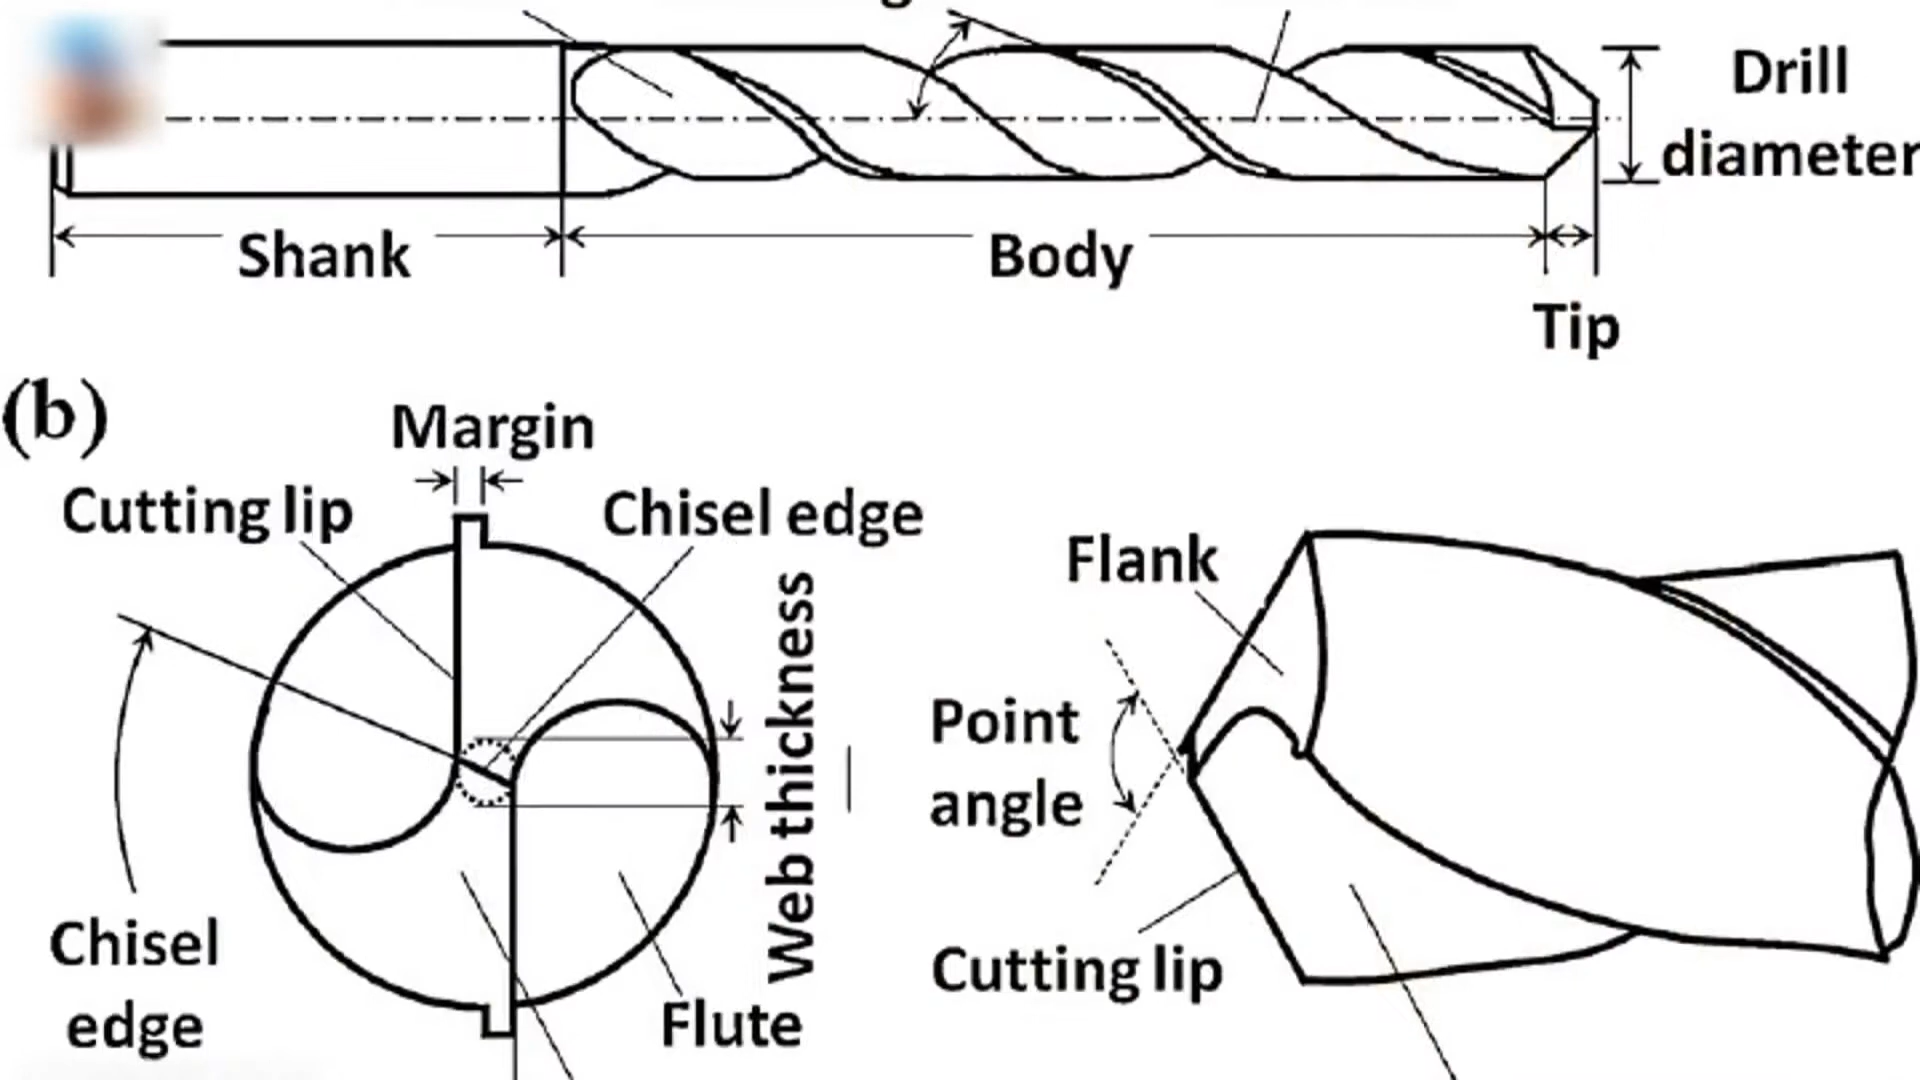 Drill
diameter
Shank
Body
Tip
(b)
Margin
Cutting lip
Chisel edge
Web thickness
Chisel
edge
Flute
Flank
Point
angle
Cutting lip